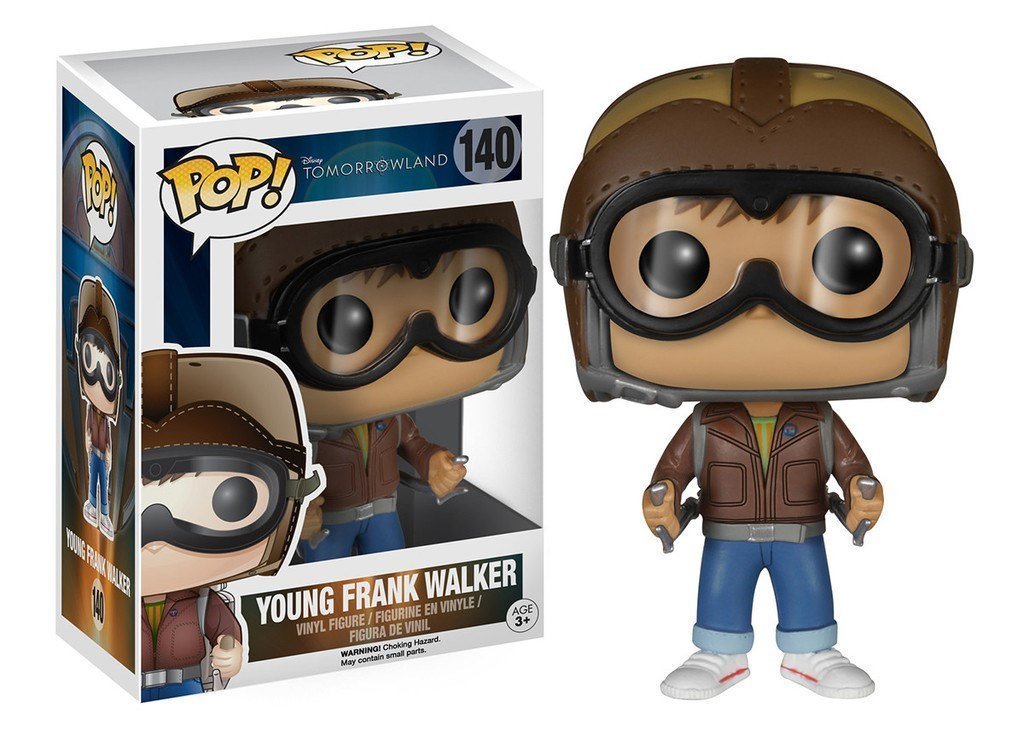 POP!
POP!
Disney
TOMORROWLAND
140
POP!
YOUNG FRANK WALKER
140
YOUNG FRANK WALKER
VINYL FIGURE / FIGURINE EN VINYLE /
FIGURA DE VINIL
WARNING! Choking Hazard.
May contain small parts.
AGE
3+